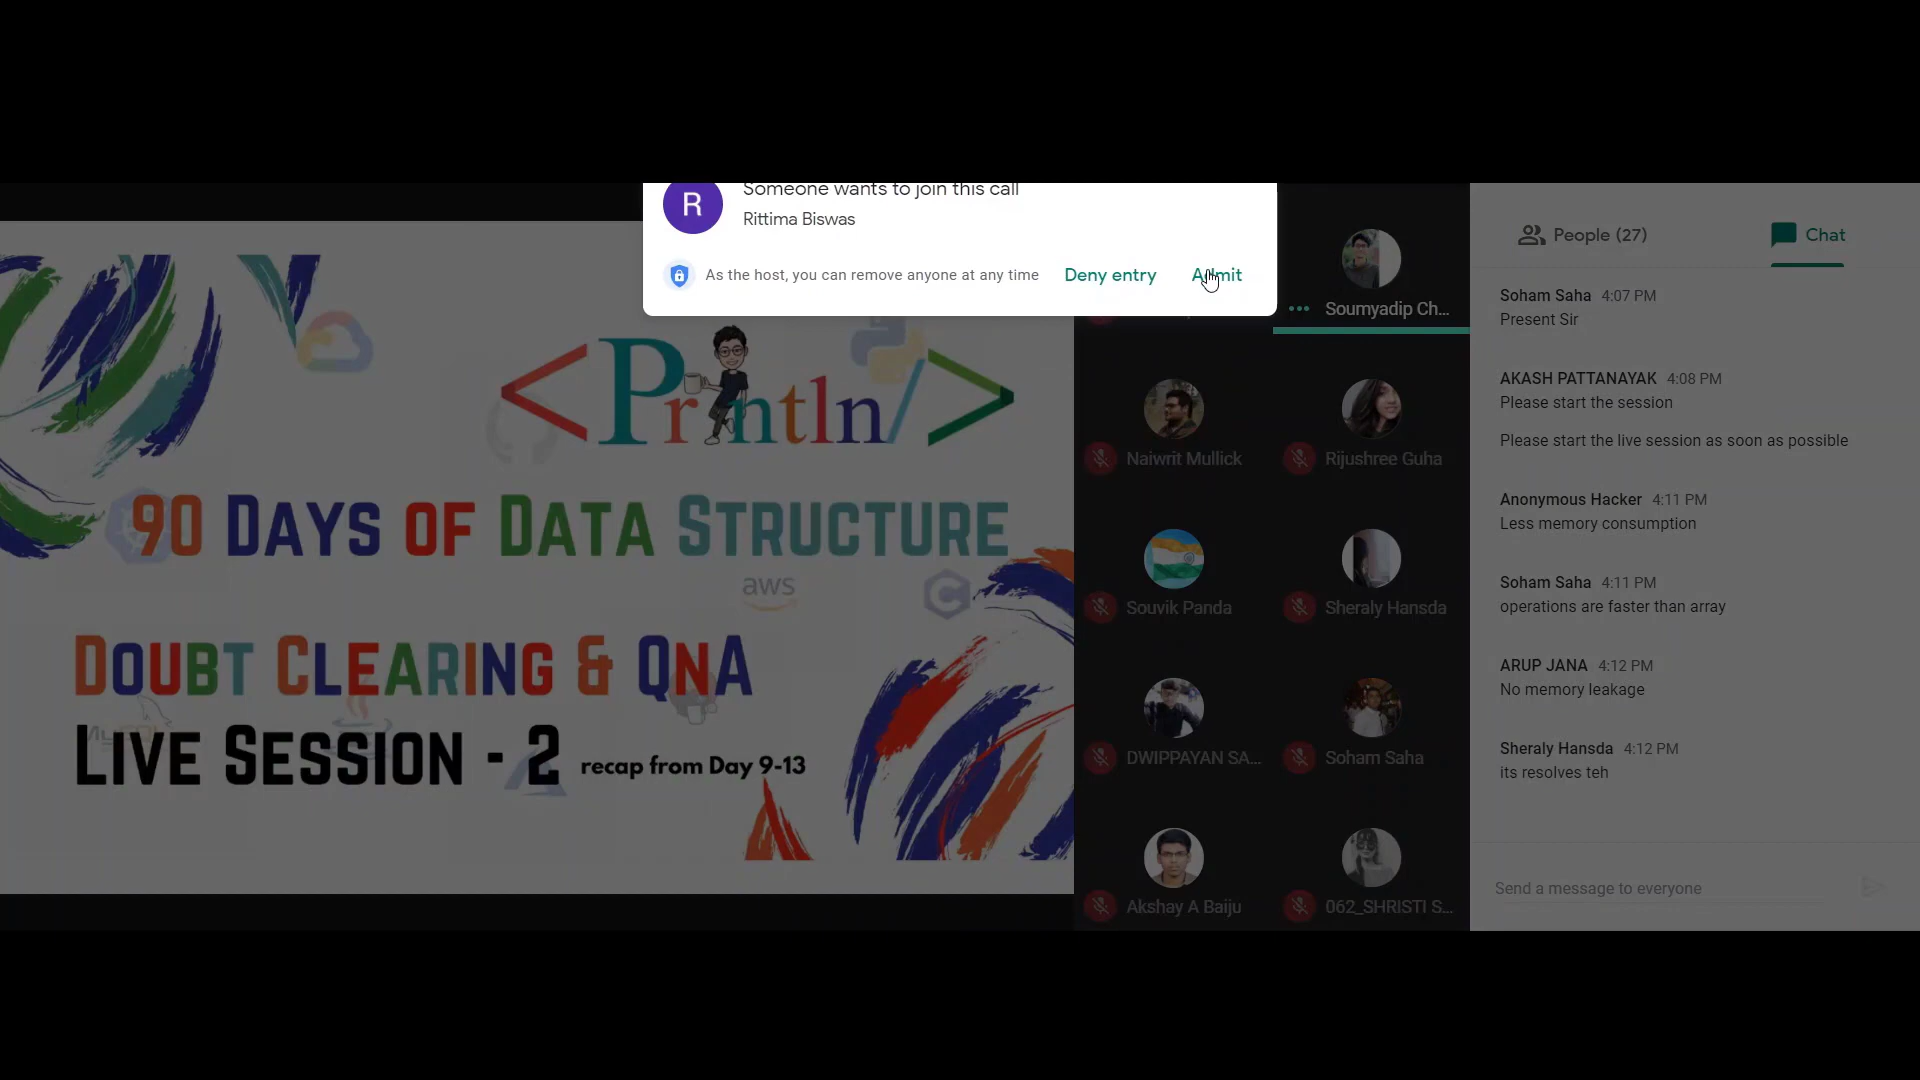 Someone wants to join this call
R
Rittima Biswas
As the host, you can remove anyone at any time
Deny entry
Admit
<Println/>
90 Days of Data Structure
aws
Doubt Clearing & QnA
Live Session - 2 recap from Day 9-13
Soumyadip Ch...
Naiwrit Mullick
Rijushree Guha
Souvik Panda
Sheraly Hansda
DWIPPAYAN SA...
Soham Saha
Akshay A Baiju
062_SHRISTI S...
People (27)
Chat
Soham Saha 4:07 PM
Present Sir
AKASH PATTANAYAK 4:08 PM
Please start the session
Please start the live session as soon as possible
Anonymous Hacker 4:11 PM
Less memory consumption
Soham Saha 4:11 PM
operations are faster than array
ARUP JANA 4:12 PM
No memory leakage
Sheraly Hansda 4:12 PM
its resolves teh
Send a message to everyone